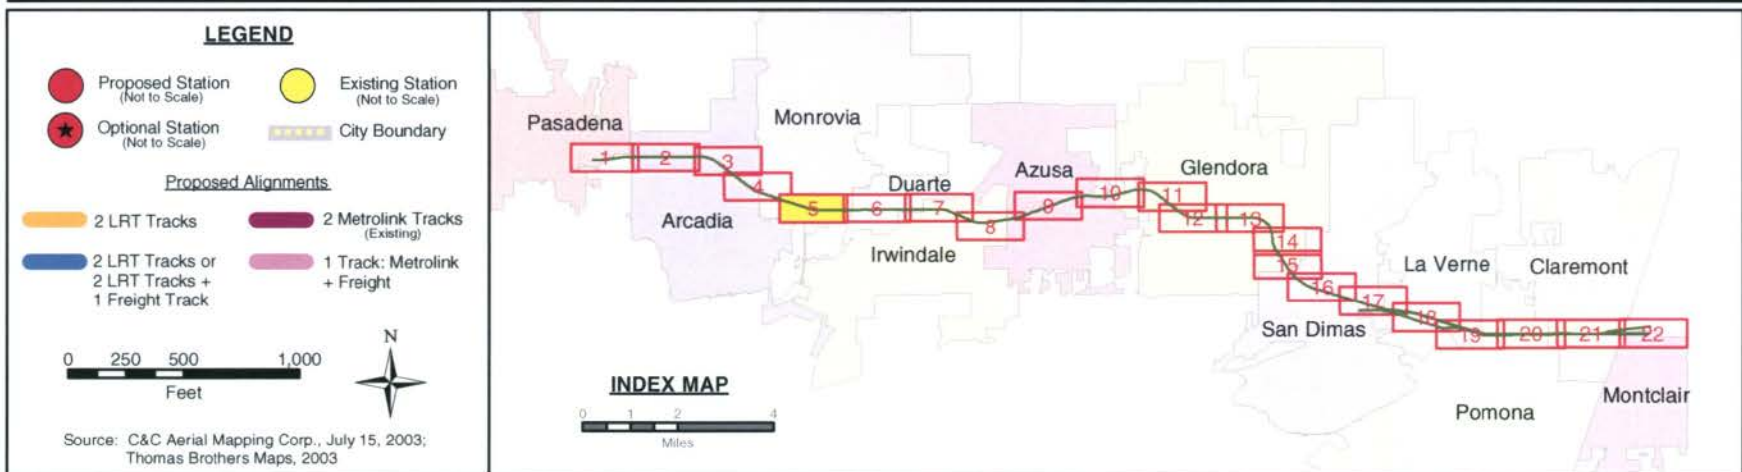 LEGEND
Proposed Station
(Not to Scale)
Existing Station
(Not to Scale)
Optional Station
(Not to Scale)
City Boundary
Proposed Alignments
2 LRT Tracks
2 Metrolink Tracks
(Existing)
2 LRT Tracks or
2 LRT Tracks +
1 Freight Track
1 Track: Metrolink
+ Freight
0 250 500 1,000
Feet
N
Source: C&C Aerial Mapping Corp., July 15, 2003;
Thomas Brothers Maps, 2003
Pasadena
Monrovia
Arcadia
Duarte
Irwindale
Azusa
Glendora
San Dimas
La Verne
Claremont
Pomona
Montclair
1
2
3
4
5
6
7
8
9
10
11
12
13
14
15
16
17
18
19
20
21
22
INDEX MAP
0 1 2 4
Miles